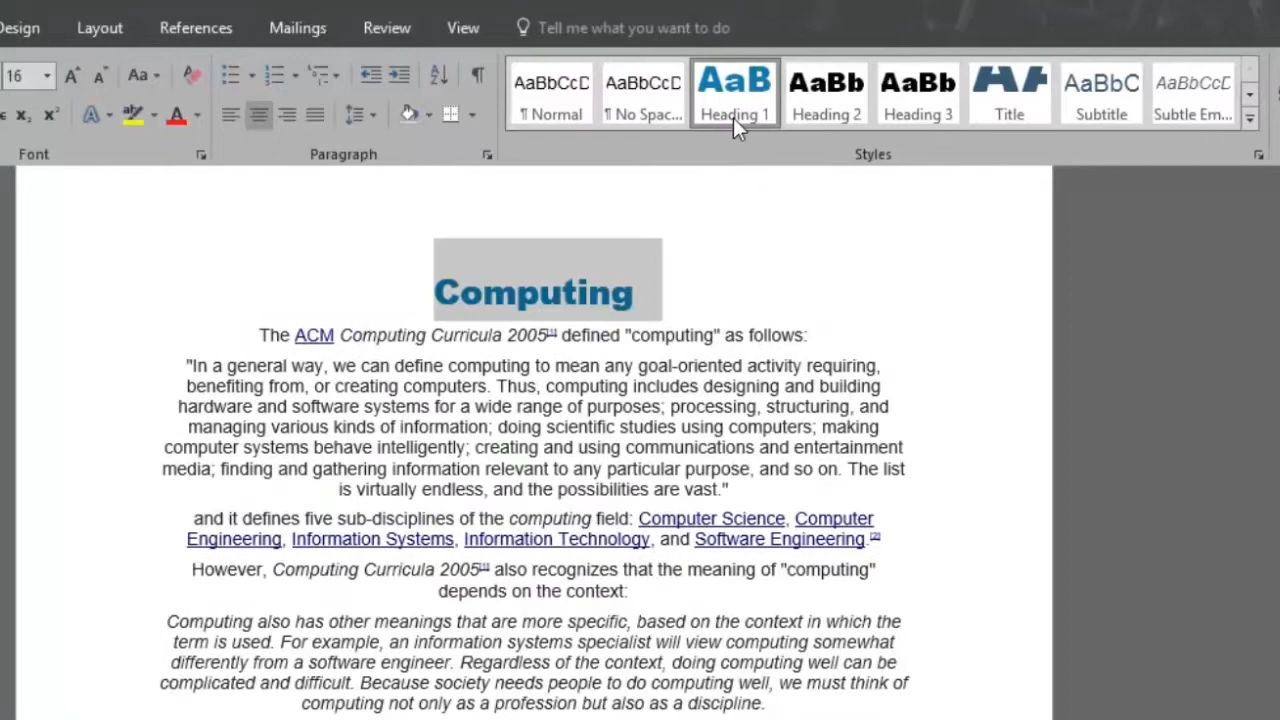 Design Layout References Mailings Review View Tell me what you want to do
16 Aa
AaBbCcD AaBbCcD AaB AaBb AaBb AaBbC AaBbCcD
¶ Normal ¶ No Spac... Heading 1 Heading 2 Heading 3 Title Subtitle Subtle Em...
Font Paragraph Styles
Computing
The ACM Computing Curricula 2005[1] defined "computing" as follows:
"In a general way, we can define computing to mean any goal-oriented activity requiring,
benefiting from, or creating computers. Thus, computing includes designing and building
hardware and software systems for a wide range of purposes; processing, structuring, and
managing various kinds of information; doing scientific studies using computers; making
computer systems behave intelligently; creating and using communications and entertainment
media; finding and gathering information relevant to any particular purpose, and so on. The list
is virtually endless, and the possibilities are vast."
and it defines five sub-disciplines of the computing field: Computer Science, Computer
Engineering, Information Systems, Information Technology, and Software Engineering.[2]
However, Computing Curricula 2005[1] also recognizes that the meaning of "computing"
depends on the context:
Computing also has other meanings that are more specific, based on the context in which the
term is used. For example, an information systems specialist will view computing somewhat
differently from a software engineer. Regardless of the context, doing computing well can be
complicated and difficult. Because society needs people to do computing well, we must think of
computing not only as a profession but also as a discipline.